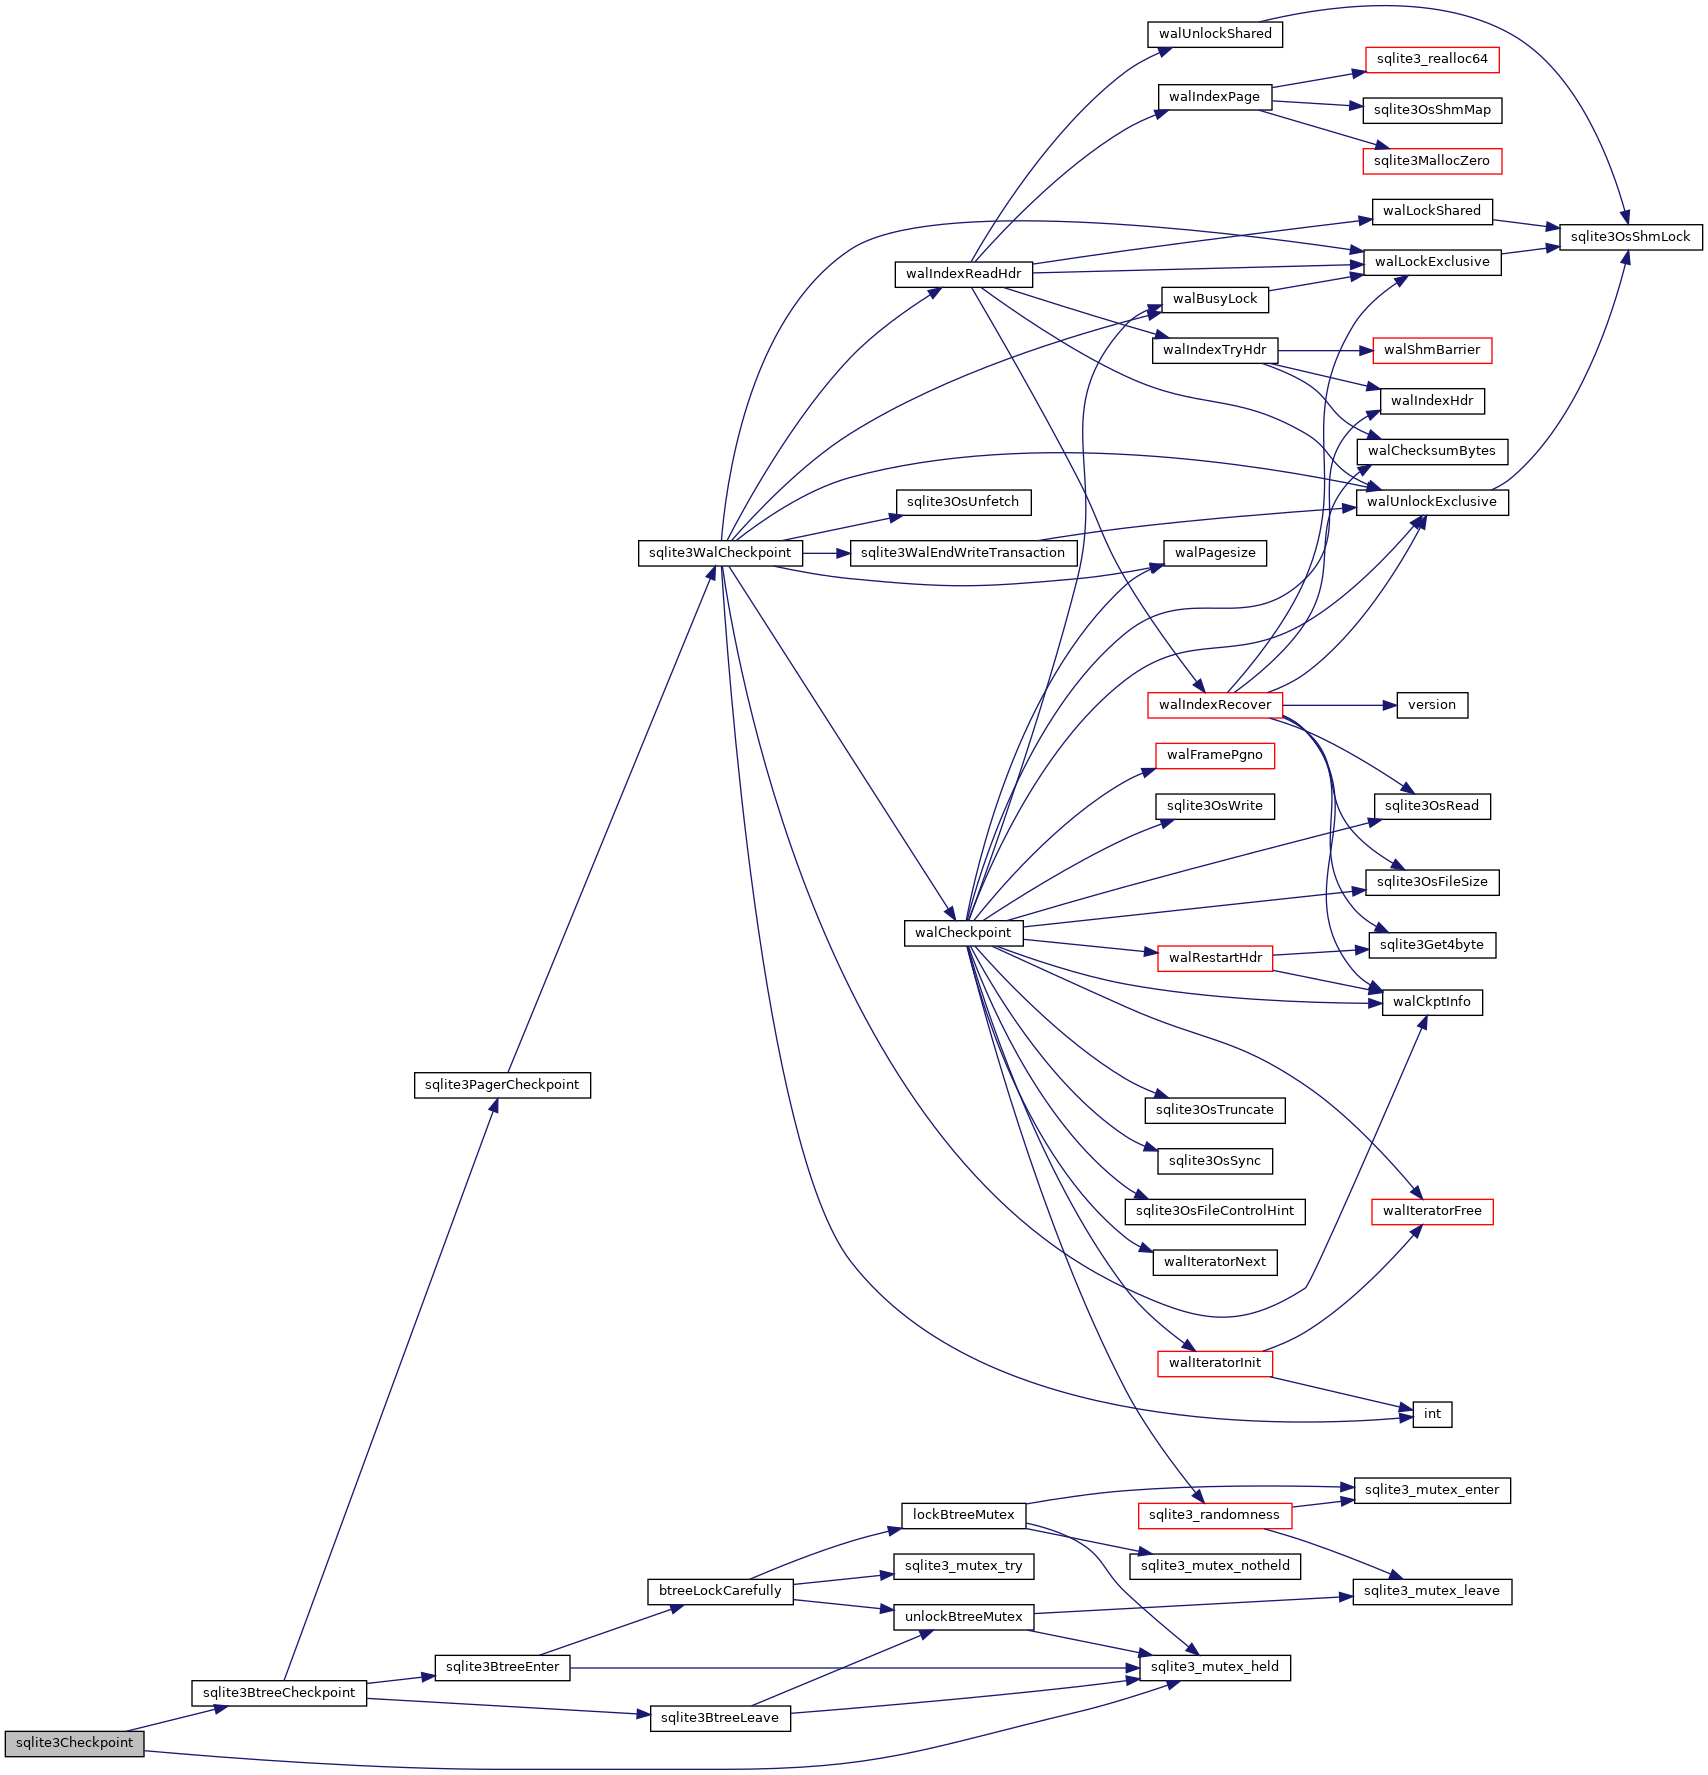 walUnlockShared
sqlite3_realloc64
walIndexPage
sqlite3OsShmMap
sqlite3MallocZero
walLockShared
sqlite3OsShmLock
walLockExclusive
walIndexReadHdr
walBusyLock
walIndexTryHdr
walShmBarrier
walIndexHdr
walChecksumBytes
sqlite3OsUnfetch
walUnlockExclusive
sqlite3WalCheckpoint
sqlite3WalEndWriteTransaction
walPagesize
walIndexRecover
version
walFramePgno
sqlite3OsWrite
sqlite3OsRead
sqlite3OsFileSize
walCheckpoint
sqlite3Get4byte
walRestartHdr
walCkptInfo
sqlite3PagerCheckpoint
sqlite3OsTruncate
sqlite3OsSync
sqlite3OsFileControlHint
walIteratorFree
walIteratorNext
walIteratorInit
int
sqlite3_mutex_enter
lockBtreeMutex
sqlite3_randomness
sqlite3_mutex_try
sqlite3_mutex_notheld
btreeLockCarefully
sqlite3_mutex_leave
unlockBtreeMutex
sqlite3BtreeEnter
sqlite3_mutex_held
sqlite3BtreeCheckpoint
sqlite3BtreeLeave
sqlite3Checkpoint